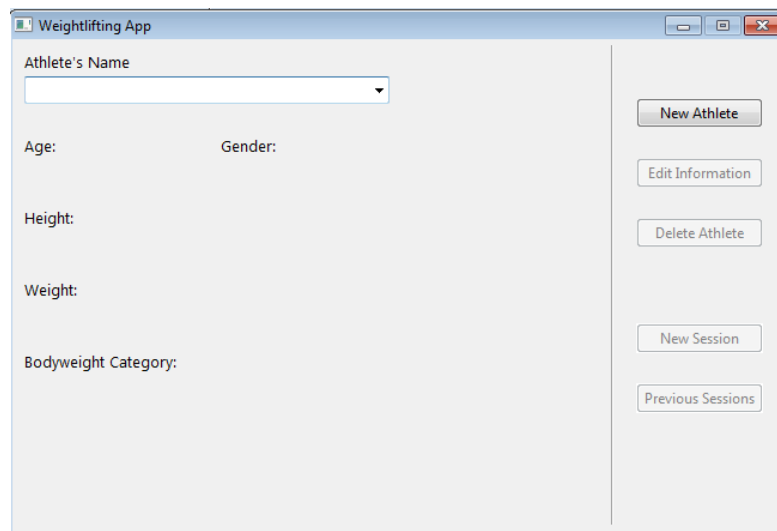 Weightlifting App
Athlete's Name
Age:
Gender:
Height:
Weight:
Bodyweight Category:
New Athlete
Edit Information
Delete Athlete
New Session
Previous Sessions